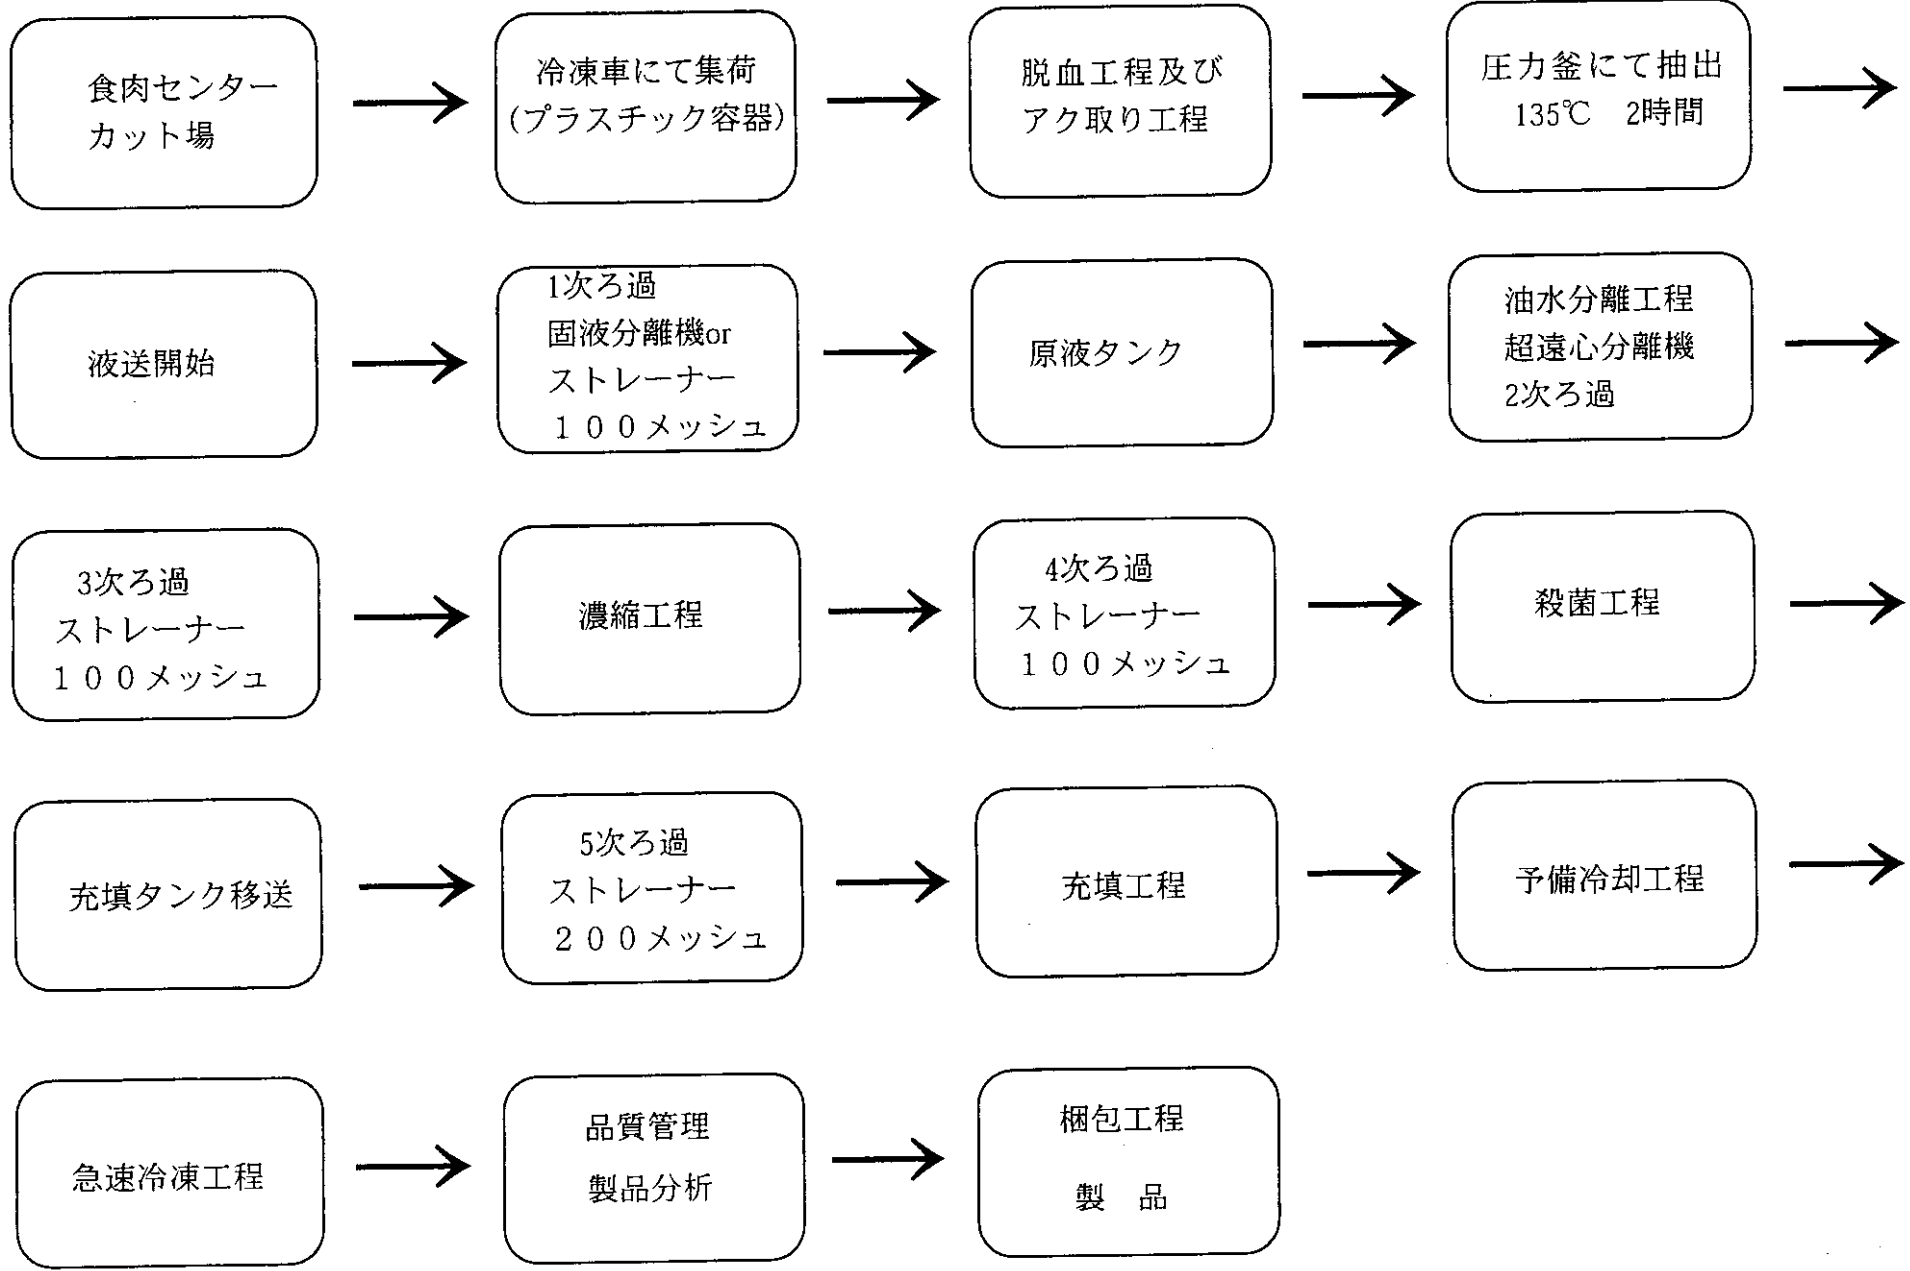 食肉センター
カット場
冷凍車にて集荷
(プラスチック容器)
脱血工程及び
アク取り工程
圧力釜にて抽出
135℃　2時間
液送開始
1次ろ過
固液分離機or
ストレーナー
１００メッシュ
原液タンク
油水分離工程
超遠心分離機
2次ろ過
3次ろ過
ストレーナー
１００メッシュ
濃縮工程
4次ろ過
ストレーナー
１００メッシュ
殺菌工程
充填タンク移送
5次ろ過
ストレーナー
２００メッシュ
充填工程
予備冷却工程
急速冷凍工程
品質管理
製品分析
梱包工程
製　品